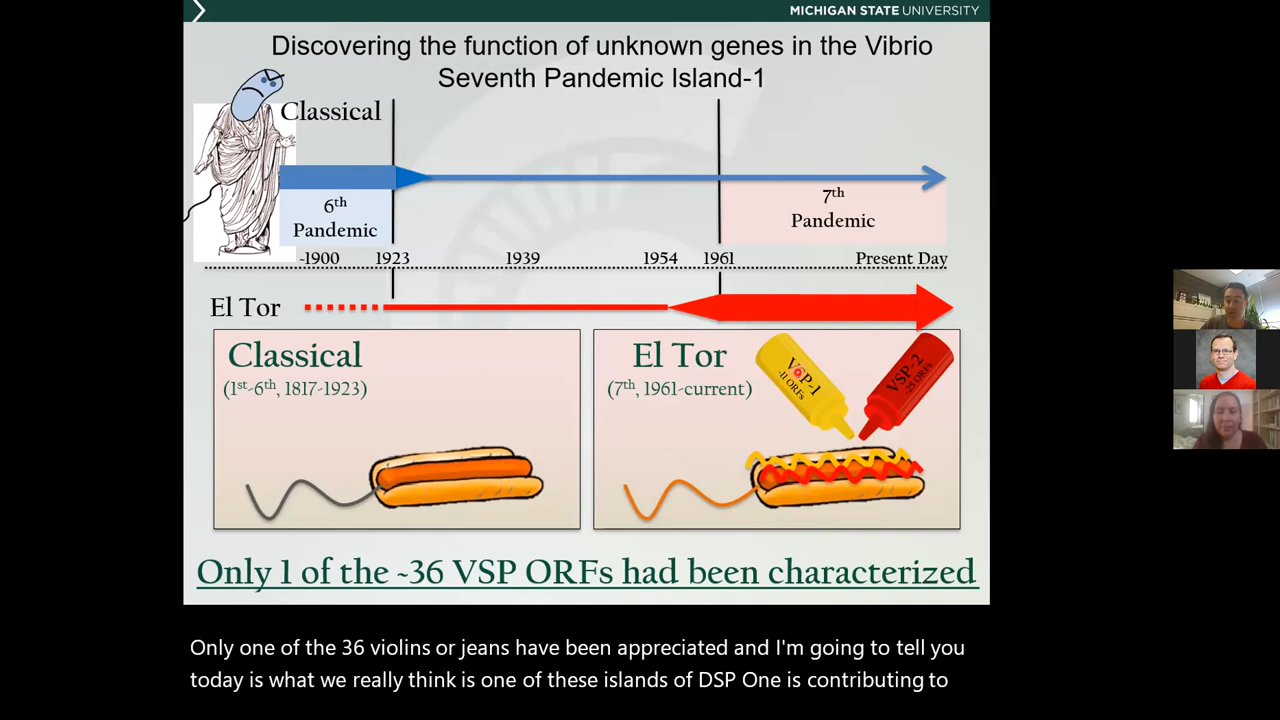 MICHIGAN STATE UNIVERSITY
Discovering the function of unknown genes in the Vibrio
Seventh Pandemic Island-1
Classical
6th
Pandemic
7th
Pandemic
~1900 1923 1939 1954 1961 Present Day
El Tor
Classical
(1st-6th, 1817-1923)
El Tor
(7th, 1961-current)
VSP-1
~11 ORFs
VSP-2
~25 ORFs
Only 1 of the ~36 VSP ORFs had been characterized
Only one of the 36 violins or jeans have been appreciated and I'm going to tell you
today is what we really think is one of these islands of DSP One is contributing to